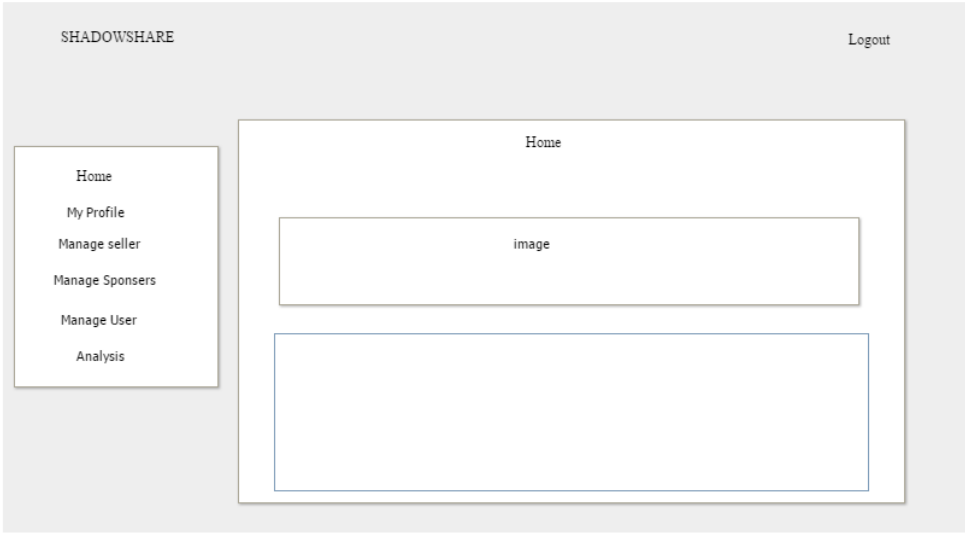 SHADOWSHARE
Logout
Home
My Profile
Manage seller
Manage Sponsers
Manage User
Analysis
Home
image